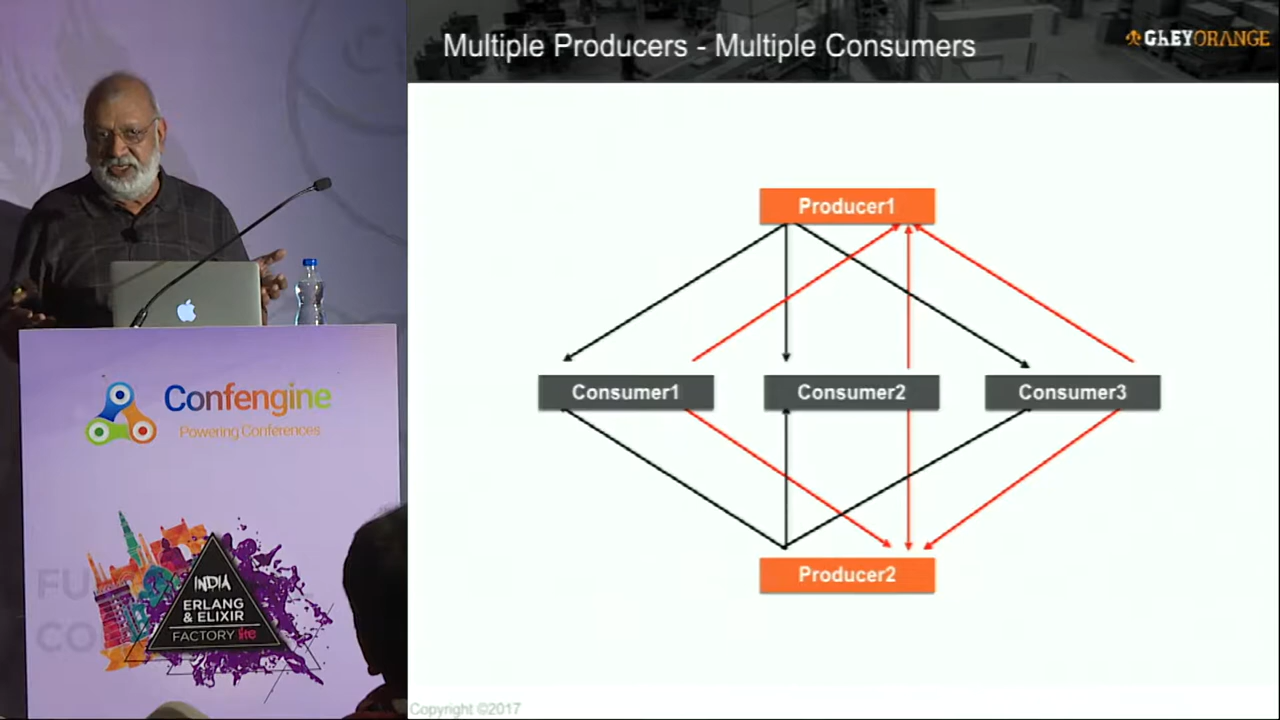 Multiple Producers - Multiple Consumers
GREYORANGE
Producer1
Consumer1
Consumer2
Consumer3
Producer2
Copyright ©2017
Confengine
Powering Conferences
INDIA
ERLANG
& ELIXIR
FACTORY lite